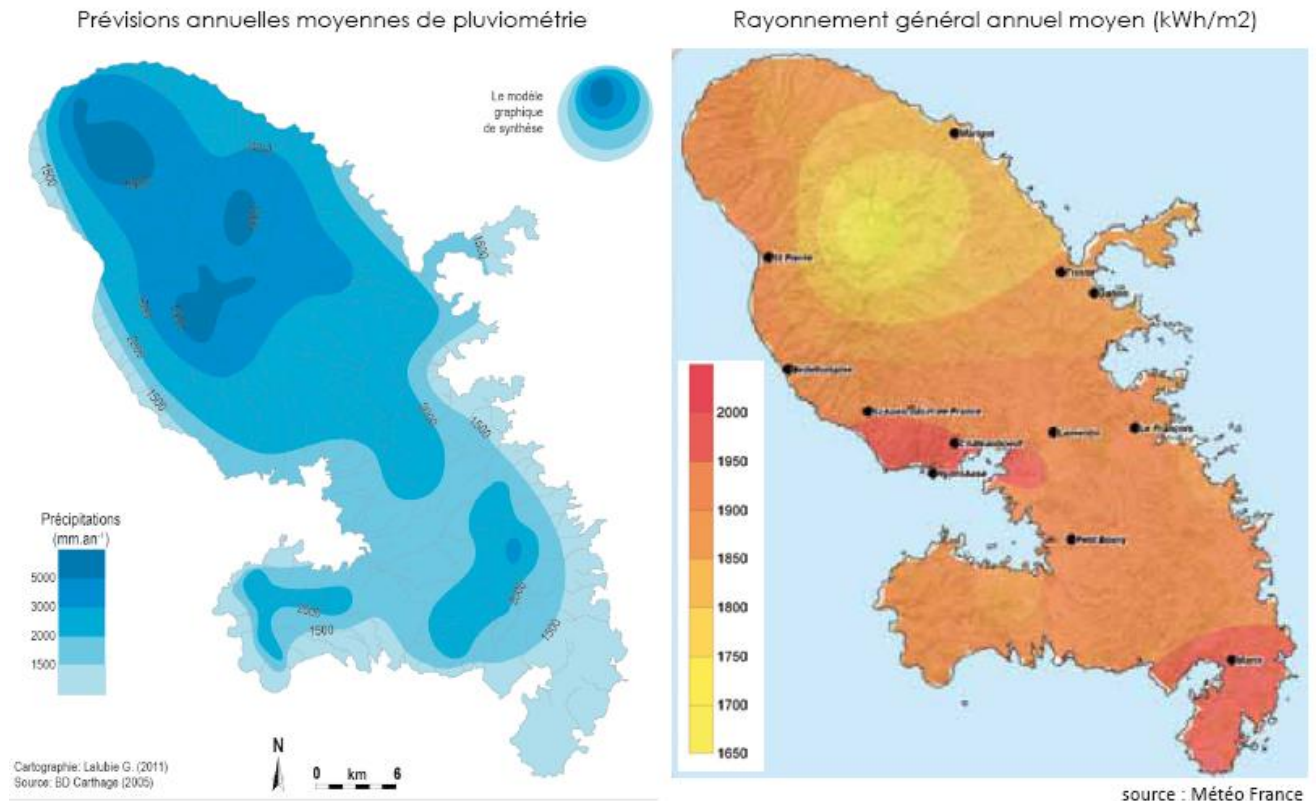 Prévisions annuelles moyennes de pluviométrie
Le modèle
graphique
de synthèse
1500
1500
2000
1500
2000
1500
2000
1500
1500
Précipitations
(mm.an⁻¹)
5000
3000
2000
1500
N
0 km 6
Cartographie: Lalubie G. (2011)
Source: BD Carthage (2005)
Rayonnement général annuel moyen (kWh/m2)
St Pierre
Lamentin
Le François
Petit Bourg
Marin
2000
1950
1900
1850
1800
1750
1700
1650
source : Météo France